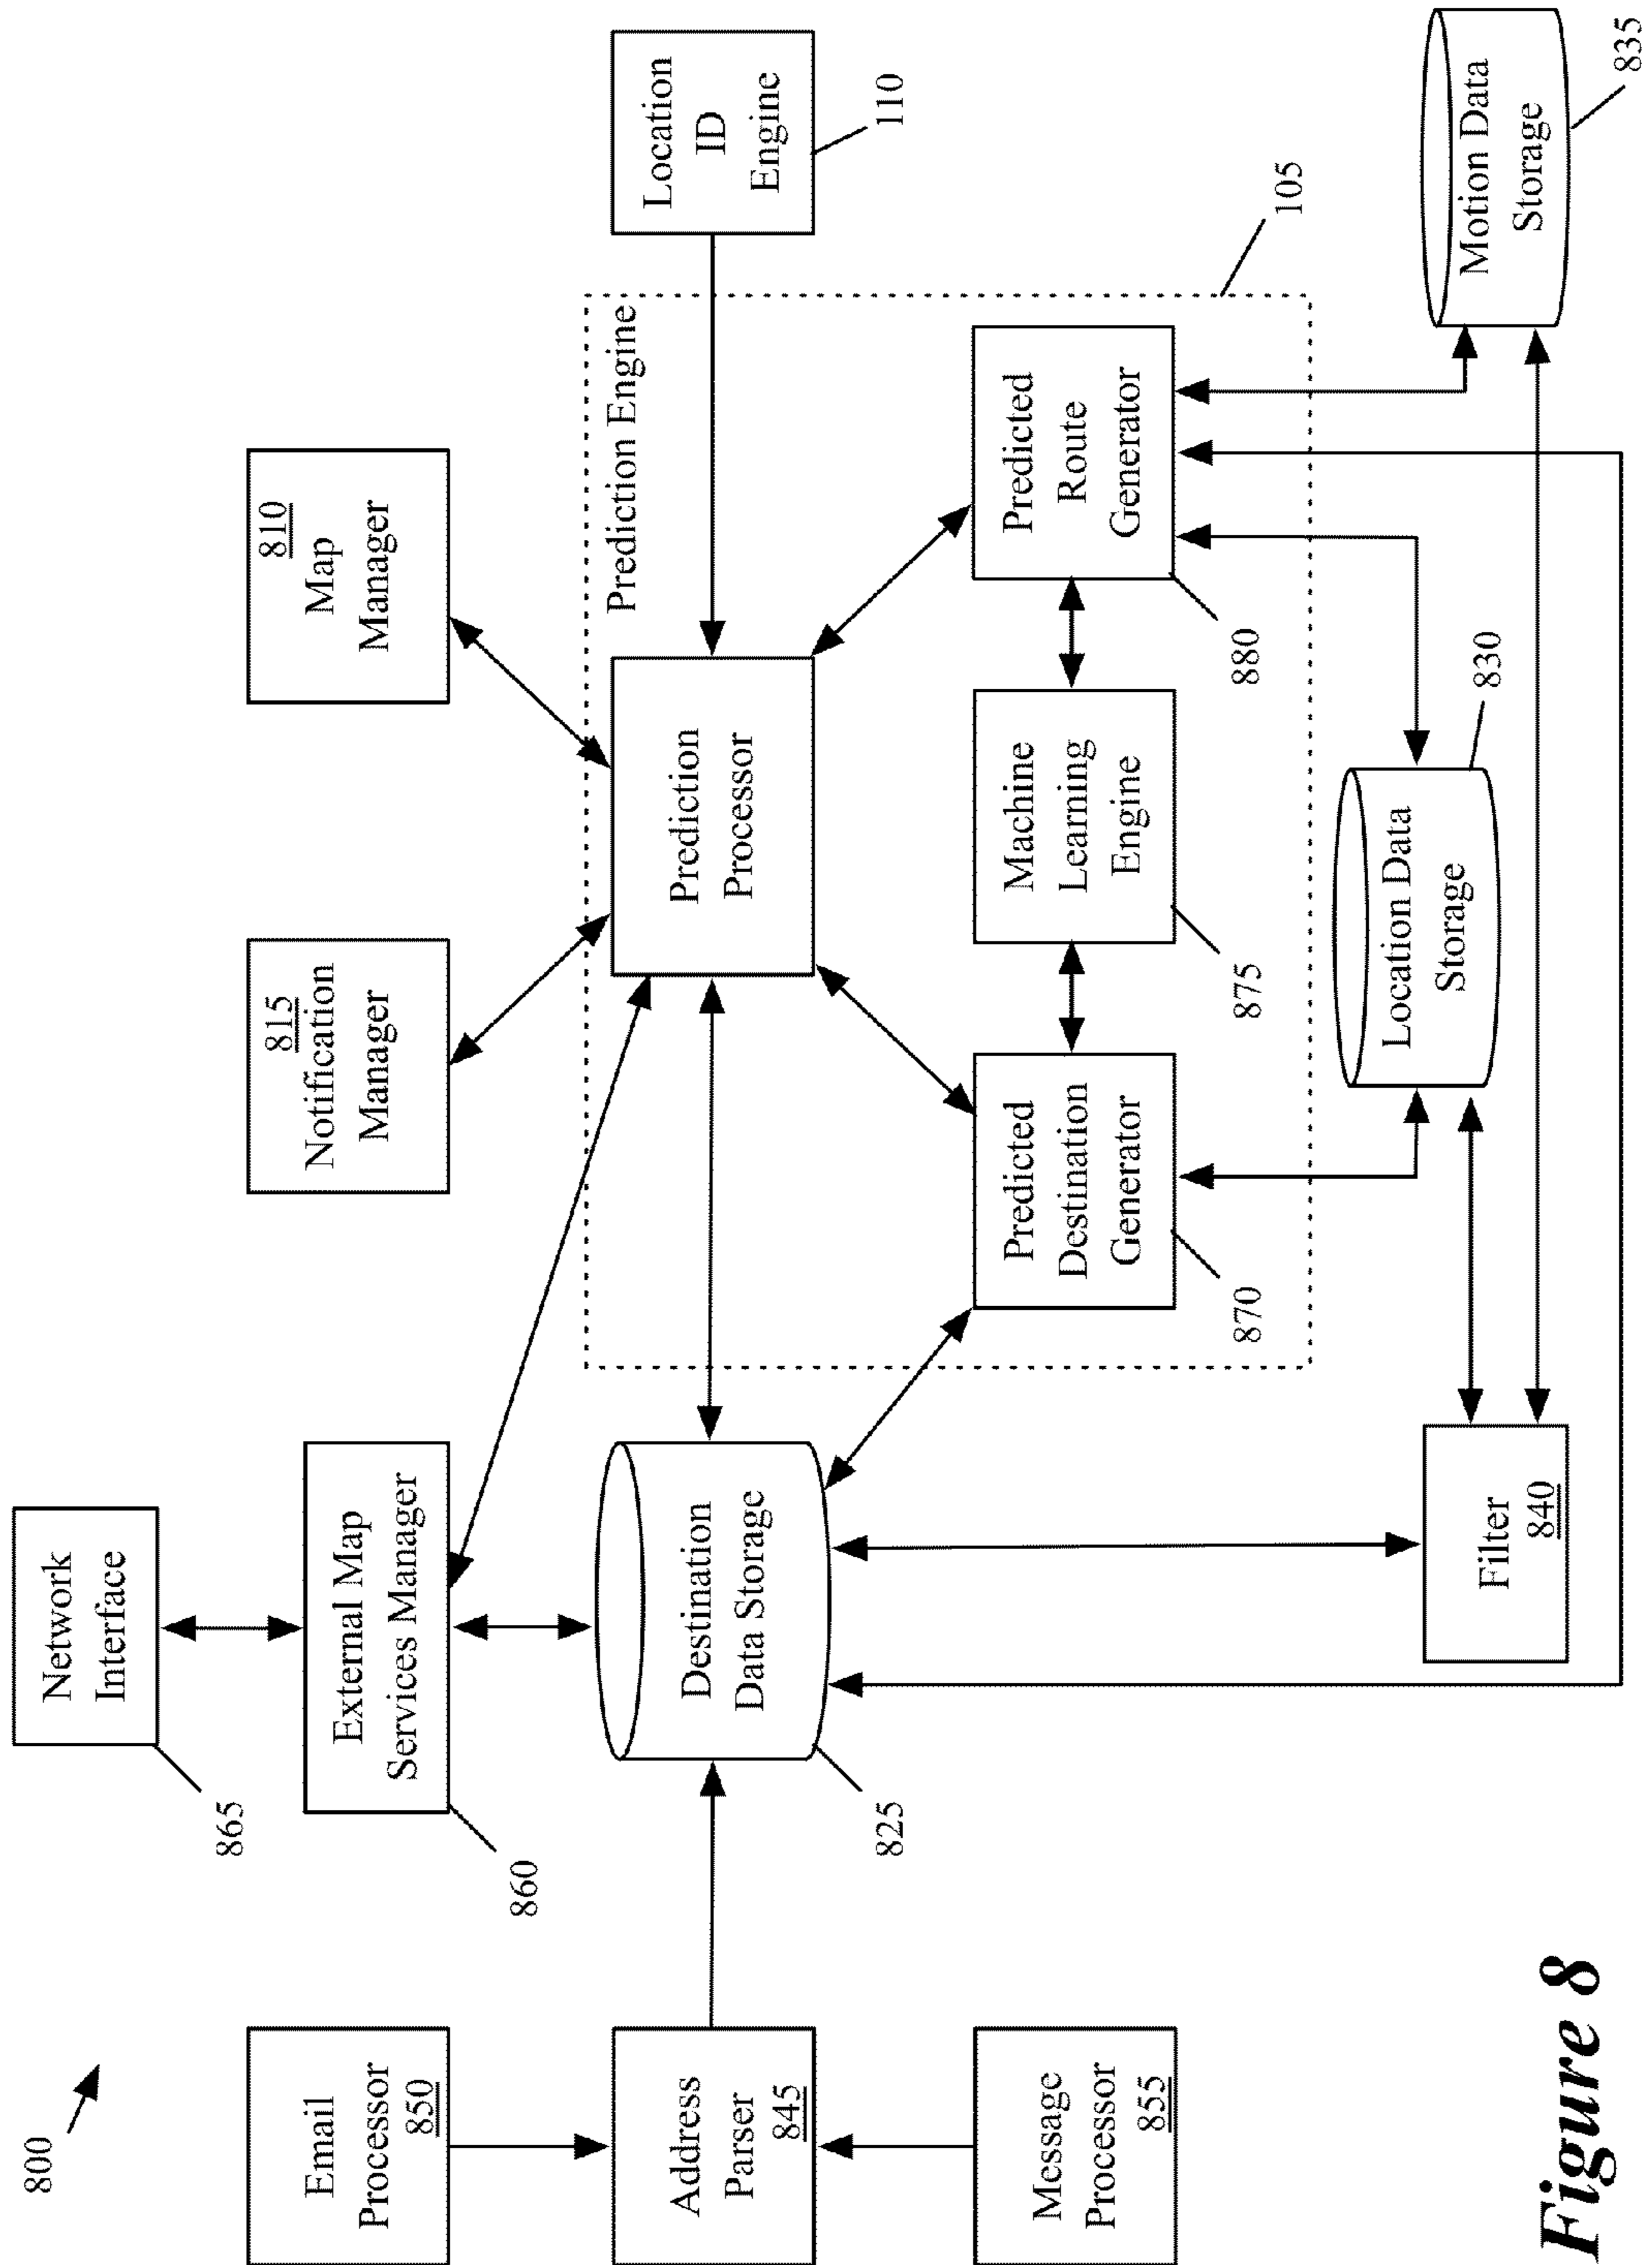 800
Email
Processor
850
Address
Parser
845
Message
Processor
855
Network
Interface
865
External Map
Services Manager
860
Destination
Data Storage
825
815
Notification
Manager
810
Map
Manager
Prediction Engine
Prediction
Processor
Location
ID
Engine
110
Predicted
Destination
Generator
870
Machine
Learning
Engine
875
Predicted
Route
Generator
880
105
Filter
840
Location Data
Storage
830
Motion Data
Storage
835
Figure 8